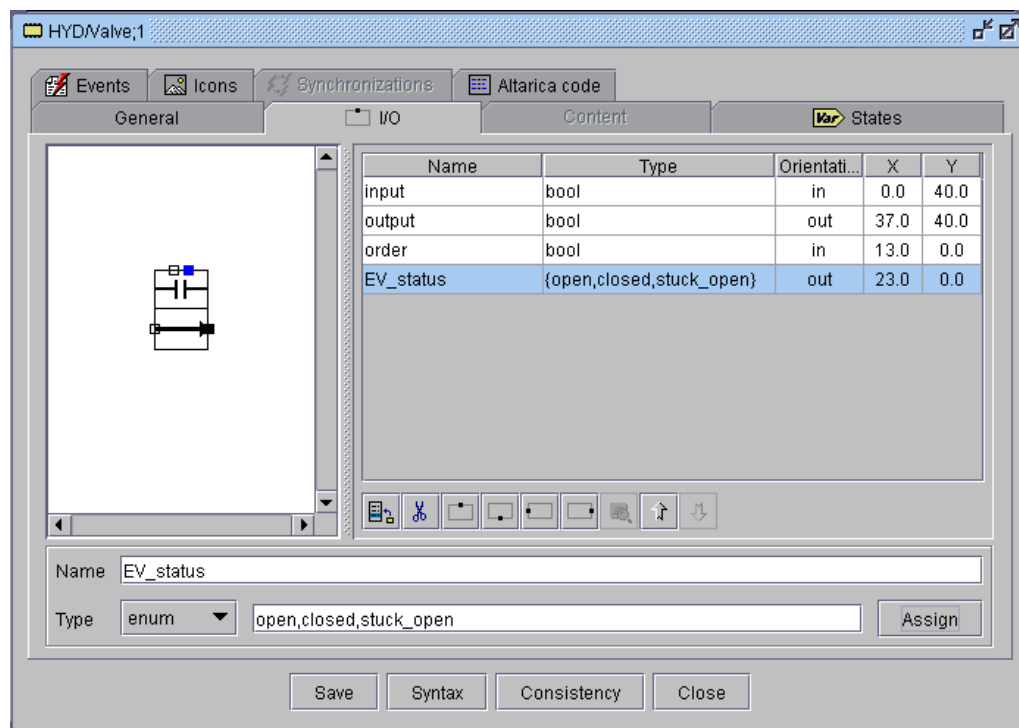 HYD/Valve;1
Events Icons Synchronizations Altarica code
General I/O Content Var States
Name Type Orientati... X Y
input bool in 0.0 40.0
output bool out 37.0 40.0
order bool in 13.0 0.0
EV_status {open,closed,stuck_open} out 23.0 0.0
Name EV_status
Type enum open,closed,stuck_open Assign
Save Syntax Consistency Close